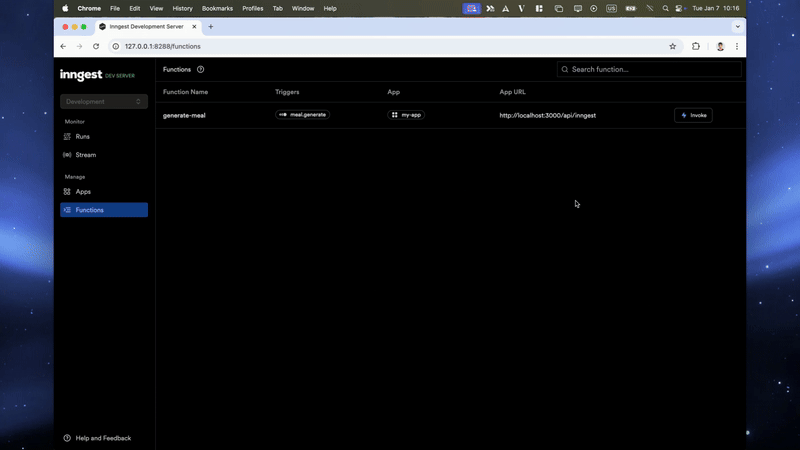 Chrome File Edit View History Bookmarks Profiles Tab Window Help US Tue Jan 7 10:16
Inngest Development Server
127.0.0.1:8288/functions
inngest DEV SERVER
Functions
Search function...
Development
Function Name Triggers App App URL
generate-meal meal.generate my-app http://localhost:3000/api/inngest Invoke
Monitor
Runs
Stream
Manage
Apps
Functions
Help and Feedback